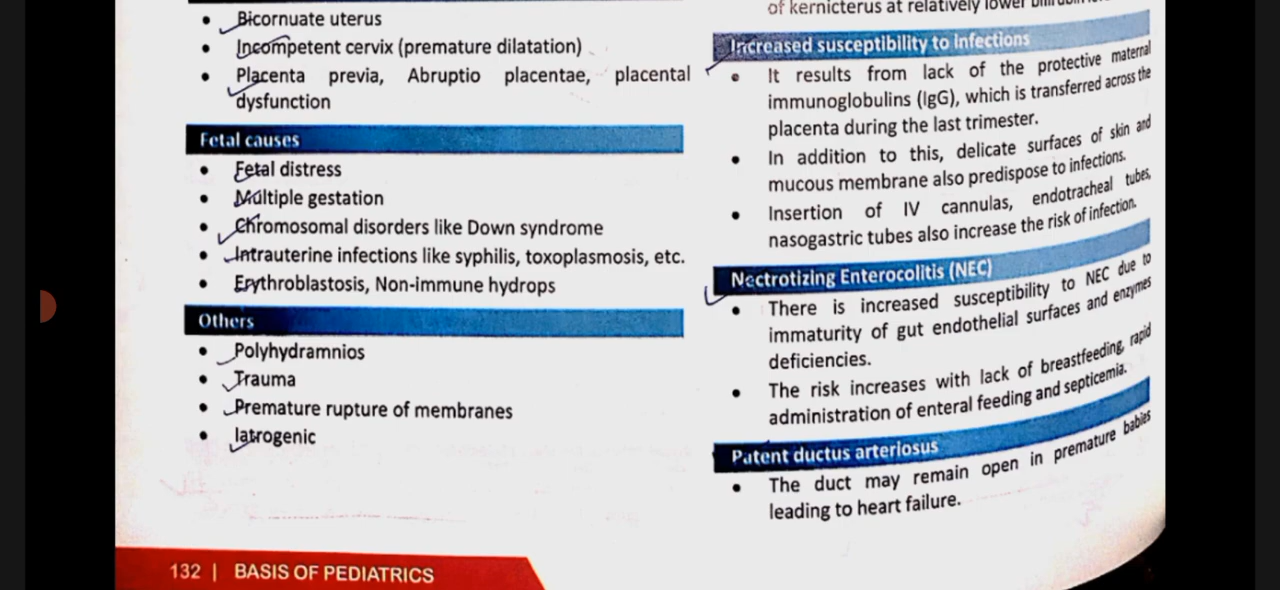 Bicornuate uterus
Incompetent cervix (premature dilatation)
Placenta previa, Abruptio placentae, placental
dysfunction
Fetal causes
Fetal distress
Multiple gestation
Chromosomal disorders like Down syndrome
Intrauterine infections like syphilis, toxoplasmosis, etc.
Erythroblastosis, Non-immune hydrops
Others
Polyhydramnios
Trauma
Premature rupture of membranes
Iatrogenic
132 | BASIS OF PEDIATRICS
of kernicterus at relatively lower
Increased susceptibility to Infections
It results from lack of the protective maternal
immunoglobulins (IgG), which is transferred across the
placenta during the last trimester.
In addition to this, delicate surfaces of skin and
mucous membrane also predispose to infections.
Insertion of IV cannulas, endotracheal tubes,
nasogastric tubes also increase the risk of infection.
Nectrotizing Enterocolitis (NEC)
There is increased susceptibility to NEC due to
immaturity of gut endothelial surfaces and enzymes
deficiencies.
The risk increases with lack of breastfeeding, rapid
administration of enteral feeding and septicemia.
Patent ductus arteriosus
The duct may remain open in premature babies
leading to heart failure.